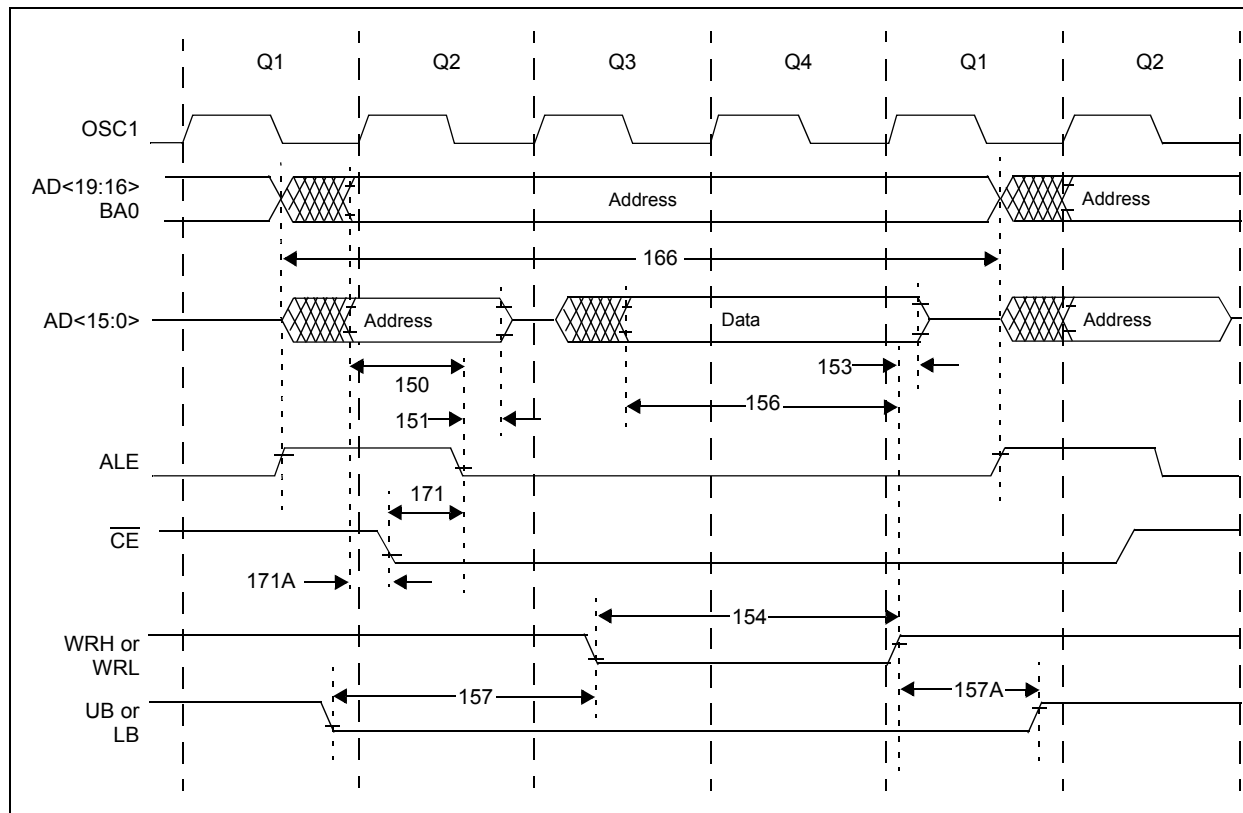 Q1 Q2 Q3 Q4 Q1 Q2
OSC1
AD<19:16>
BA0
Address
Address
166
AD<15:0>
Address
Data
Address
150
153
151
156
ALE
171
CE
171A
154
WRH or
WRL
157
157A
UB or
LB